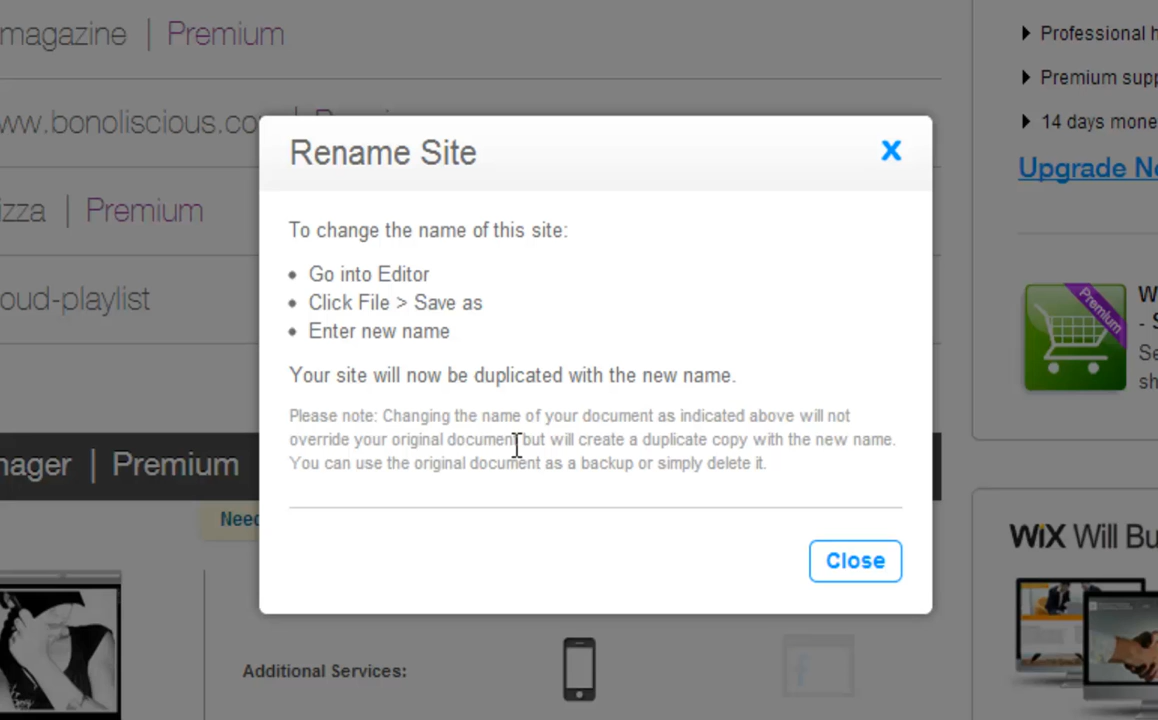 magazine | Premium
ww.bonoliscious.co
Rename Site
X
To change the name of this site:
• Go into Editor
• Click File > Save as
• Enter new name
Your site will now be duplicated with the new name.
Please note: Changing the name of your document as indicated above will not
override your original document but will create a duplicate copy with the new name.
You can use the original document as a backup or simply delete it.
Close
izza | Premium
oud-playlist
nager | Premium
Need
Additional Services:
Professional h
Premium supp
14 days mone
Upgrade No
Premium
W
- S
Se
sh
WiX Will Bu